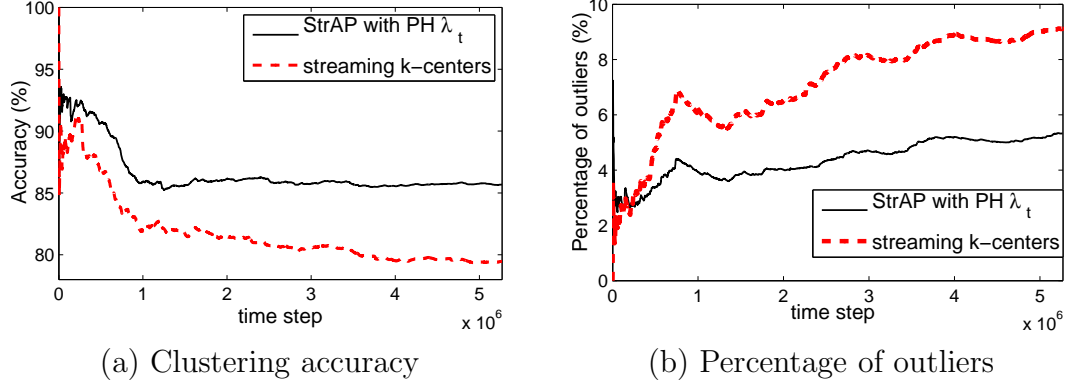 100
95
90
85
80
Accuracy (%)
StrAP with PH λ t
streaming k−centers
0
1
2
3
4
5
time step
x 10^6
(a) Clustering accuracy
10
8
6
4
2
0
Percentage of outliers (%)
StrAP with PH λ t
streaming k−centers
0
1
2
3
4
5
time step
x 10^6
(b) Percentage of outliers